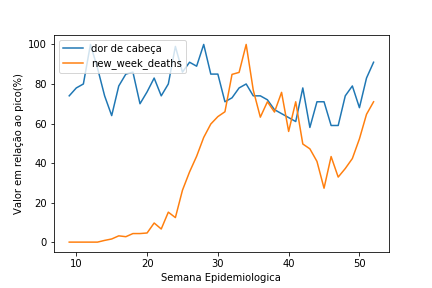 dor de cabeça
new_week_deaths
Valor em relação ao pico(%)
100
80
60
40
20
0
10
20
30
40
50
Semana Epidemiologica